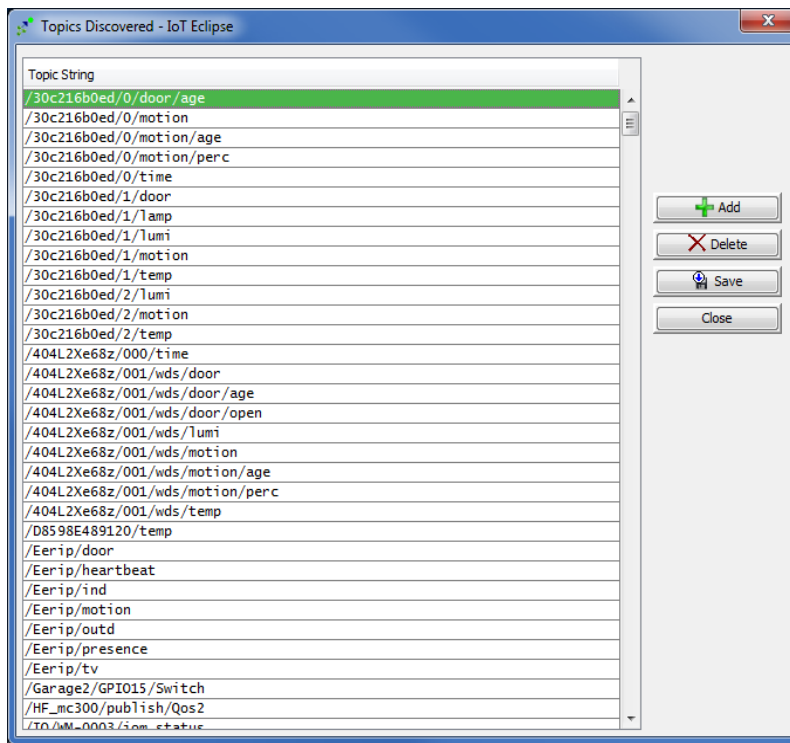 Topics Discovered - IoT Eclipse
Topic String
/30c216b0ed/0/door/age
/30c216b0ed/0/motion
/30c216b0ed/0/motion/age
/30c216b0ed/0/motion/perc
/30c216b0ed/0/time
/30c216b0ed/1/door
/30c216b0ed/1/lamp
/30c216b0ed/1/lumi
/30c216b0ed/1/motion
/30c216b0ed/1/temp
/30c216b0ed/2/lumi
/30c216b0ed/2/motion
/30c216b0ed/2/temp
/404L2Xe68z/000/time
/404L2Xe68z/001/wds/door
/404L2Xe68z/001/wds/door/age
/404L2Xe68z/001/wds/door/open
/404L2Xe68z/001/wds/lumi
/404L2Xe68z/001/wds/motion
/404L2Xe68z/001/wds/motion/age
/404L2Xe68z/001/wds/motion/perc
/404L2Xe68z/001/wds/temp
/D8598E489120/temp
/Eerip/door
/Eerip/heartbeat
/Eerip/ind
/Eerip/motion
/Eerip/outd
/Eerip/presence
/Eerip/tv
/Garage2/GPIO15/Switch
/HF_mc300/publish/Qos2
Add
Delete
Save
Close